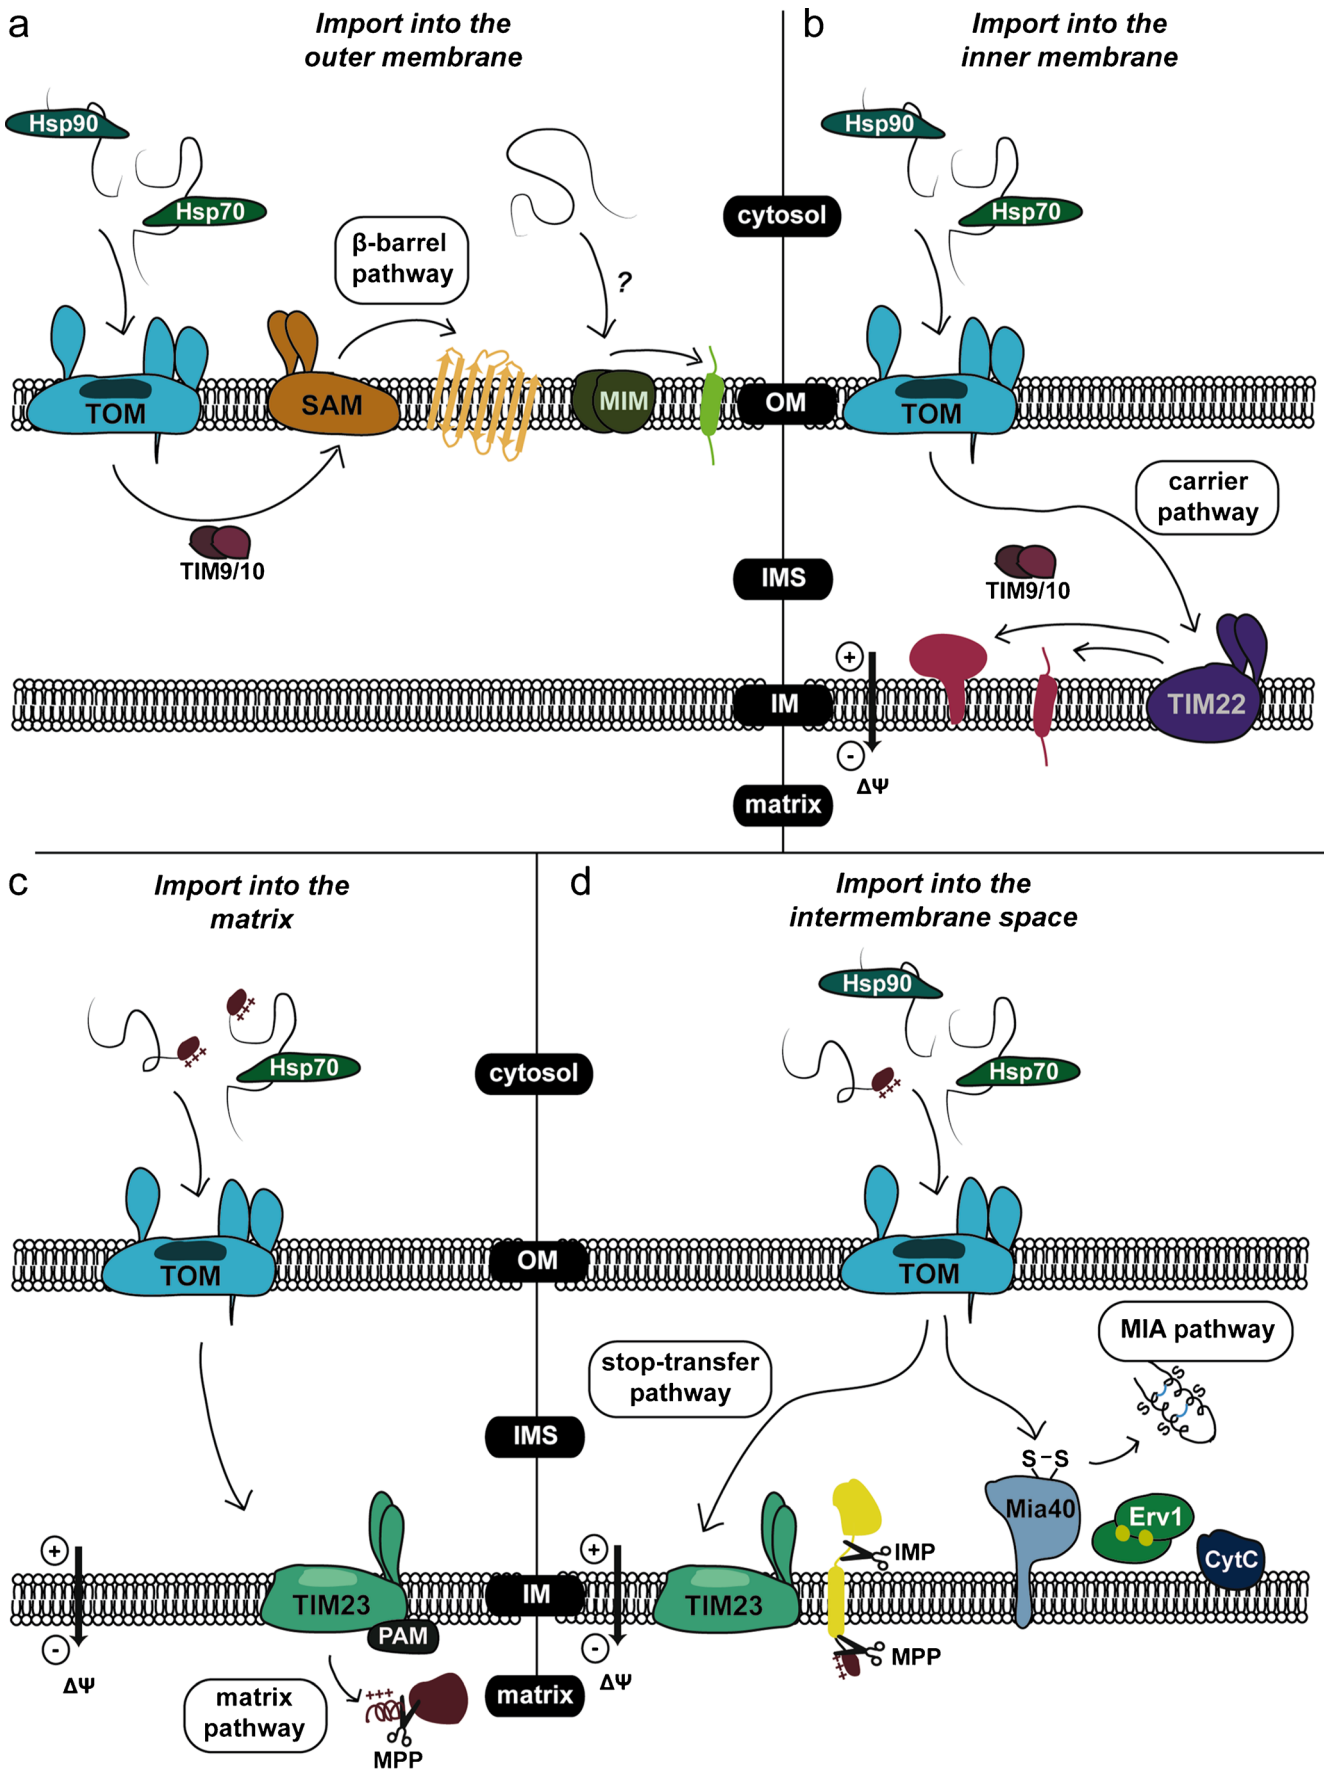 a
Import into the
outer membrane
Hsp90
Hsp70
β-barrel
pathway
?
TOM
SAM
MIM
TIM9/10
cytosol
OM
IMS
IM
matrix
b
Import into the
inner membrane
Hsp90
Hsp70
TOM
carrier
pathway
TIM9/10
+
-
ΔΨ
TIM22
c
Import into the
matrix
+++
+++
Hsp70
TOM
+
-
ΔΨ
TIM23
PAM
matrix
pathway
+++
MPP
cytosol
OM
IMS
IM
matrix
d
Import into the
intermembrane space
Hsp90
+++
Hsp70
TOM
stop-transfer
pathway
MIA pathway
S
S
S
S
S-S
Mia40
Erv1
CytC
+
-
ΔΨ
TIM23
IMP
+++
MPP